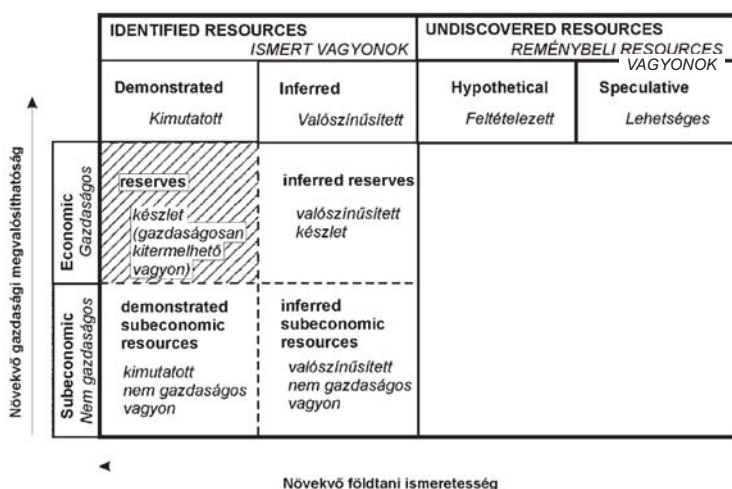 IDENTIFIED RESOURCES
ISMERT VAGYONOK
UNDISCOVERED RESOURCES
REMÉNYBELI RESOURCES
VAGYONOK
Demonstrated
Kimutatott
Inferred
Valószínűsített
Hypothetical
Feltételezett
Speculative
Lehetséges
Növekvő gazdasági megvalósíthatóság
Economic
Gazdaságos
reserves
készlet
(gazdaságosan
kitermelhető
vagyon)
inferred reserves
valószínűsített
készlet
Subeconomic
Nem gazdaságos
demonstrated
subeconomic
resources
kimutatott
nem gazdaságos
vagyon
inferred
subeconomic
resources
valószínűsített
nem gazdaságos
vagyon
Növekvő földtani ismeretesség